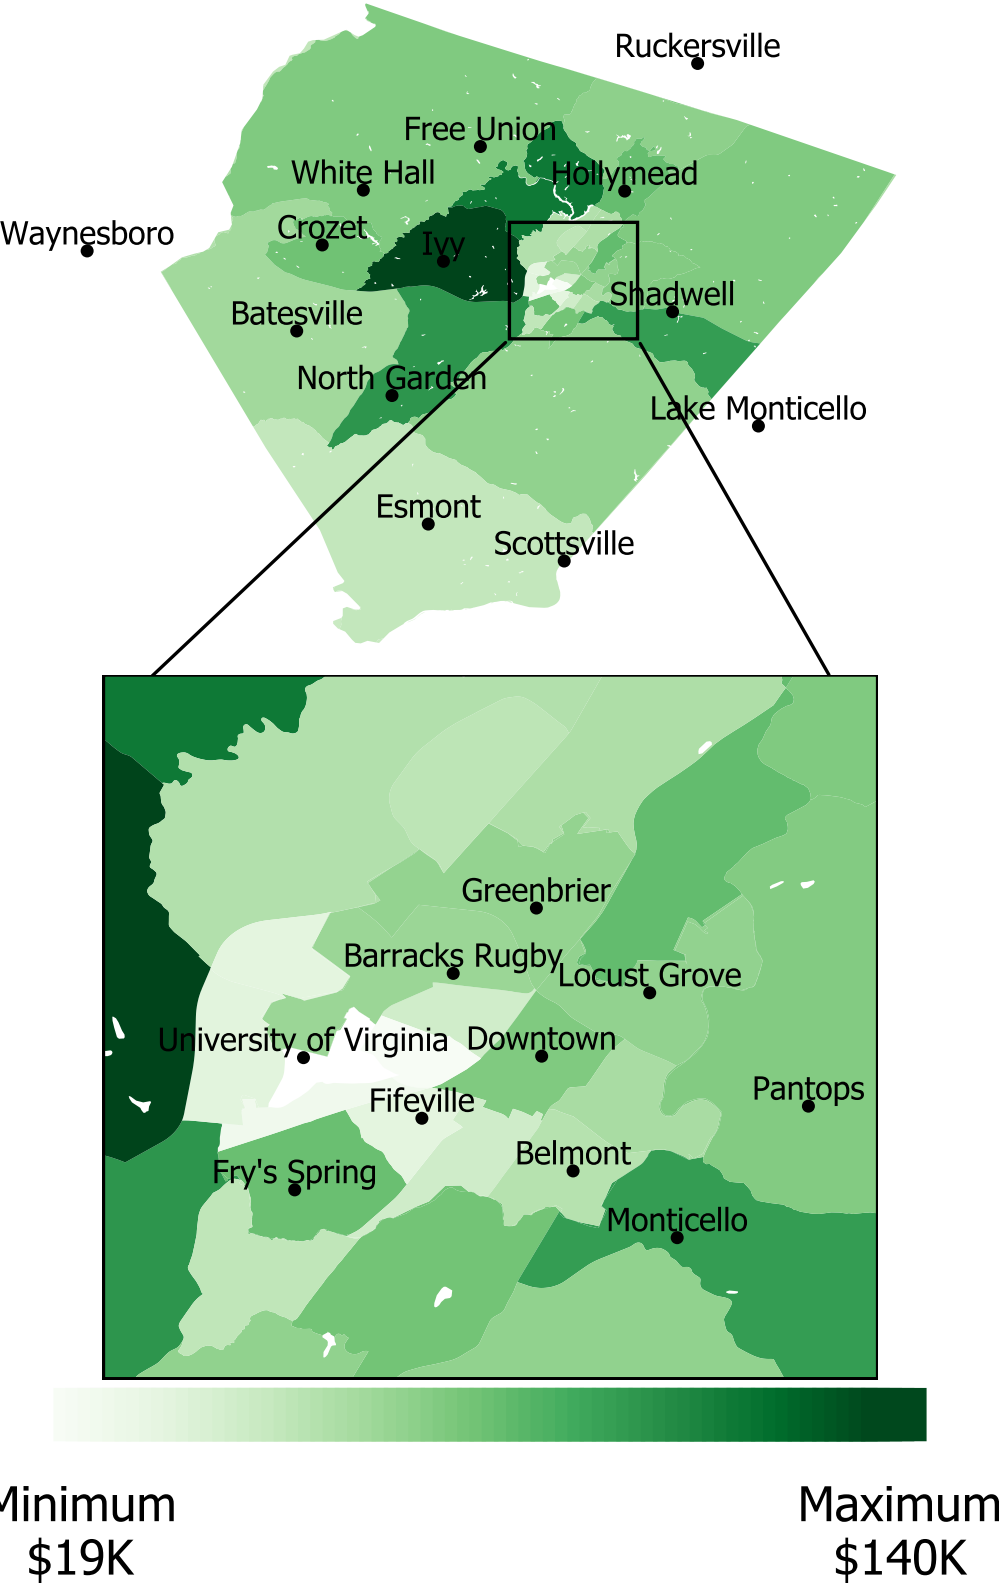 Ruckersville
Free Union
White Hall
Hollymead
Crozet
Waynesboro
Ivy
Shadwell
Batesville
North Garden
Lake Monticello
Esmont
Scottsville
Greenbrier
Barracks Rugby
Locust Grove
University of Virginia
Downtown
Pantops
Fifeville
Belmont
Fry's Spring
Monticello
Minimum
$19K
Maximum
$140K